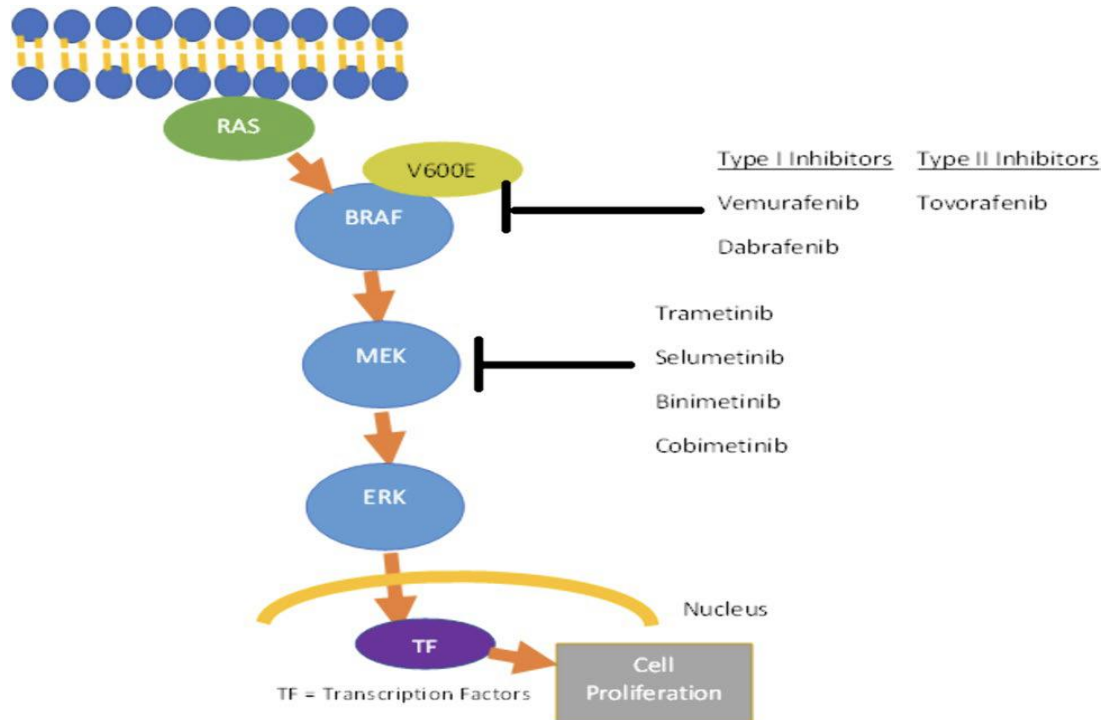 RAS
V600E
BRAF
Type I Inhibitors
Type II Inhibitors
Vemurafenib
Tovorafenib
Dabrafenib
MEK
Trametinib
Selumetinib
Binimetinib
Cobimetinib
ERK
Nucleus
TF
TF = Transcription Factors
Cell
Proliferation